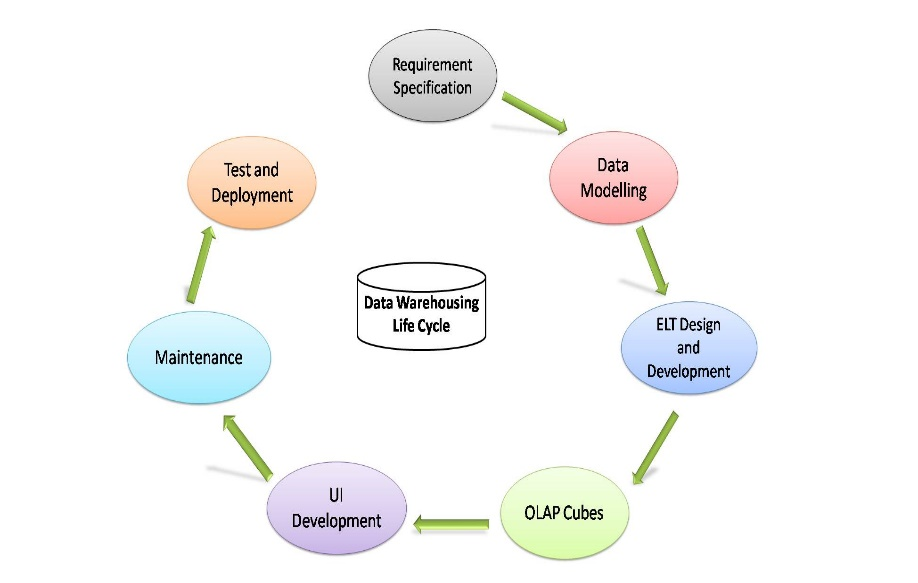 Requirement
Specification
Data
Modelling
ELT Design
and
Development
OLAP Cubes
UI
Development
Maintenance
Test and
Deployment
Data Warehousing
Life Cycle